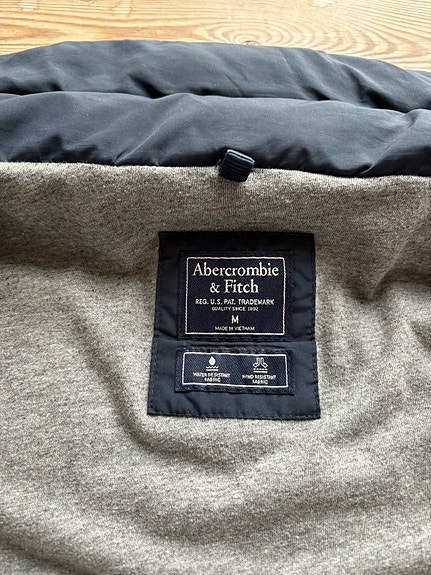 Abercrombie
& Fitch
REG. U.S. PAT. TRADEMARK
QUALITY SINCE 1892
M
MADE IN VIETNAM
WATER RESISTANT
FABRIC
WIND RESISTANT
FABRIC